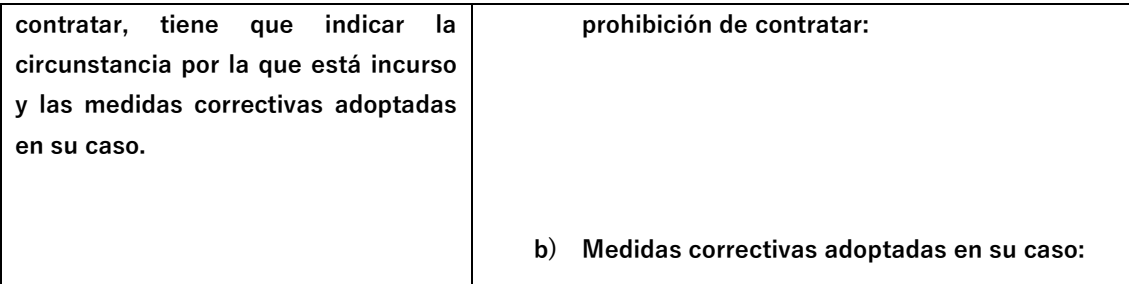 contratar, tiene que indicar la
circunstancia por la que está incurso
y las medidas correctivas adoptadas
en su caso.
prohibición de contratar:
b) Medidas correctivas adoptadas en su caso: